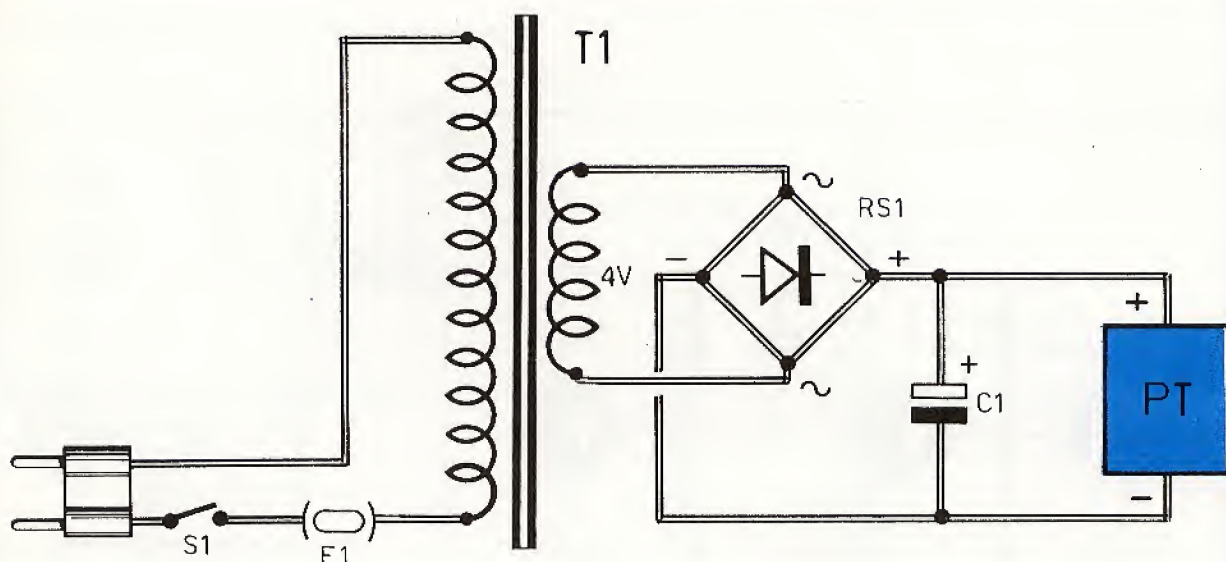 T1
~
RS1
4V
-
+
+
+
C1
PT
~
-
S1
F1